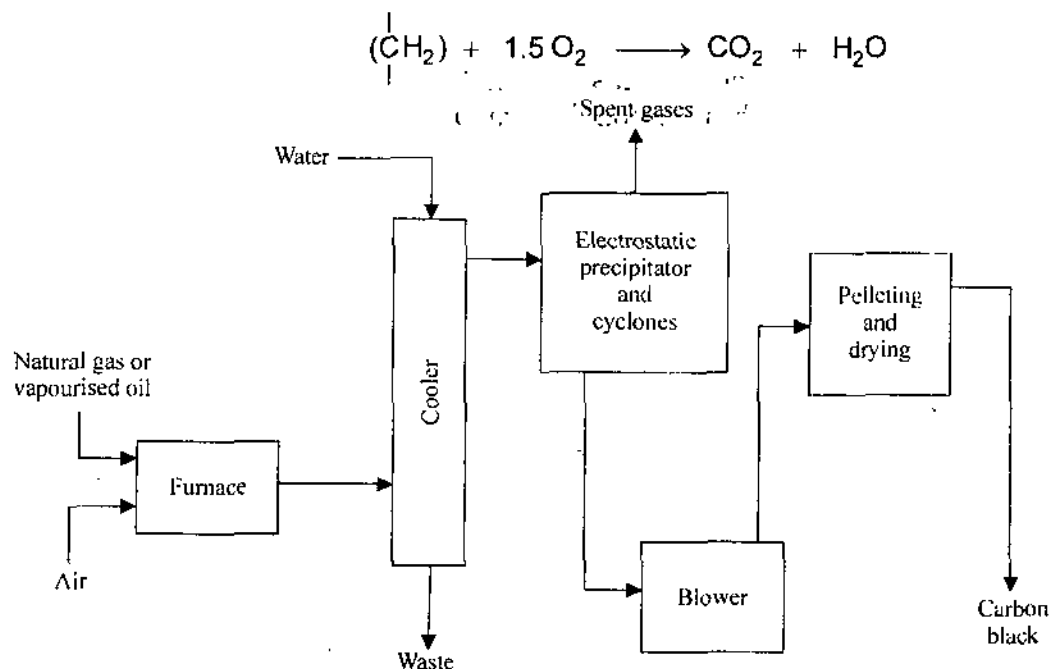 (CH₂) + 1.5 O₂ ⟶ CO₂ + H₂O
Spent gases
Water
Electrostatic
precipitator
and
cyclones
Pelleting
and
drying
Natural gas or
vapourised oil
Cooler
Furnace
Air
Blower
Waste
Carbon
black